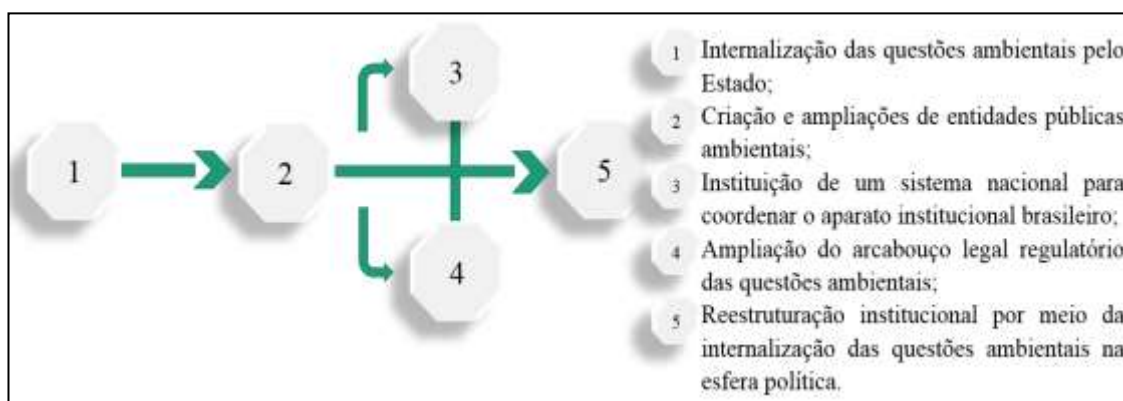 1
2
3
4
5
1 Internalização das questões ambientais pelo
Estado;
2 Criação e ampliações de entidades públicas
ambientais;
3 Instituição de um sistema nacional para
coordenar o aparato institucional brasileiro;
4 Ampliação do arcabouço legal regulatório
das questões ambientais;
5 Reestruturação institucional por meio da
internalização das questões ambientais na
esfera política.